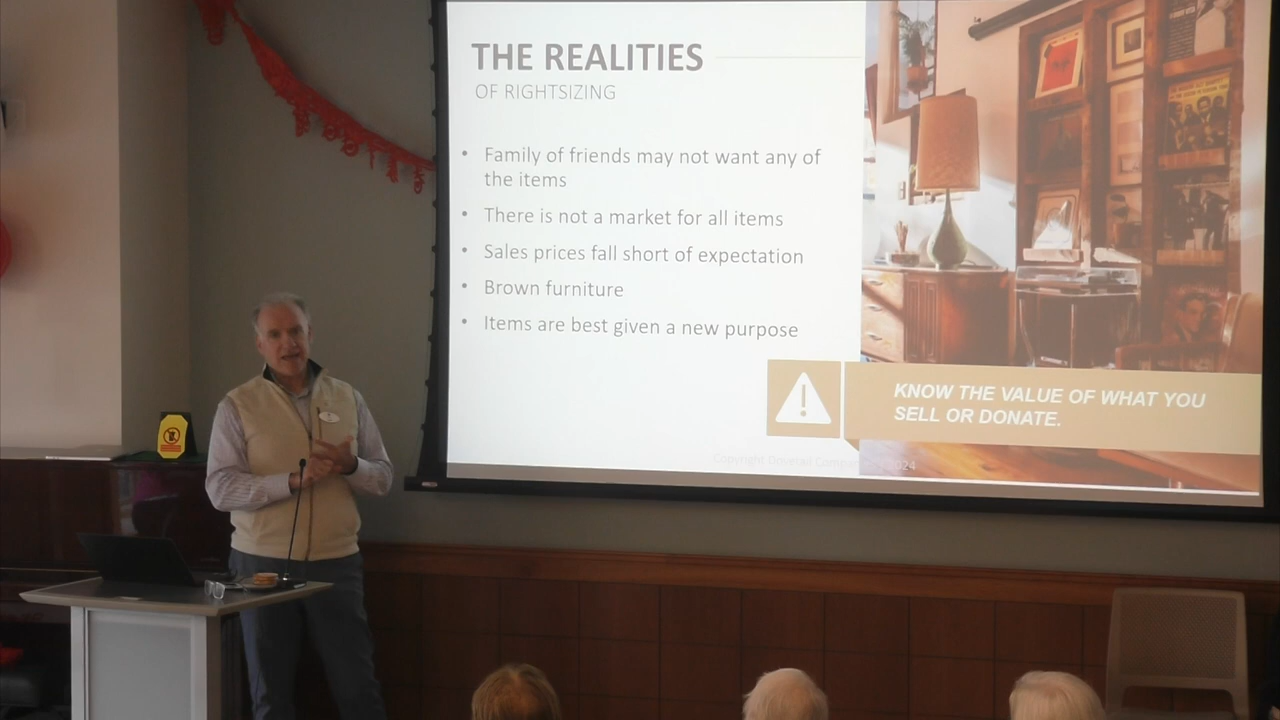 THE REALITIES
OF RIGHTSIZING
• Family of friends may not want any of
the items
• There is not a market for all items
• Sales prices fall short of expectation
• Brown furniture
• Items are best given a new purpose
KNOW THE VALUE OF WHAT YOU
SELL OR DONATE.
Copyright Dovetail